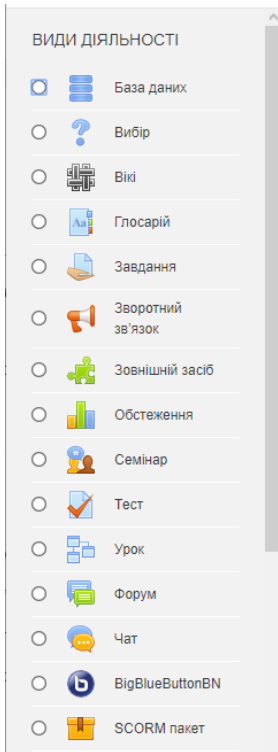 ВИДИ ДІЯЛЬНОСТІ
База даних
Вибір
Вікі
Aa
Глосарій
Завдання
Зворотний
зв'язок
Зовнішній засіб
Обстеження
Семінар
Тест
Урок
Форум
Чат
b
BigBlueButtonBN
SCORM пакет